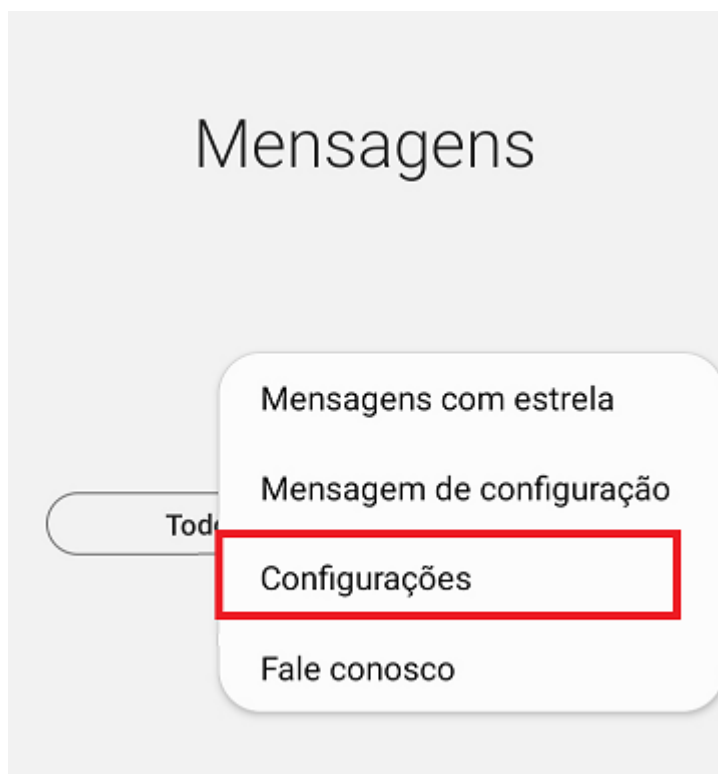 Mensagens
Mensagens com estrela
Mensagem de configuração
Configurações
Fale conosco